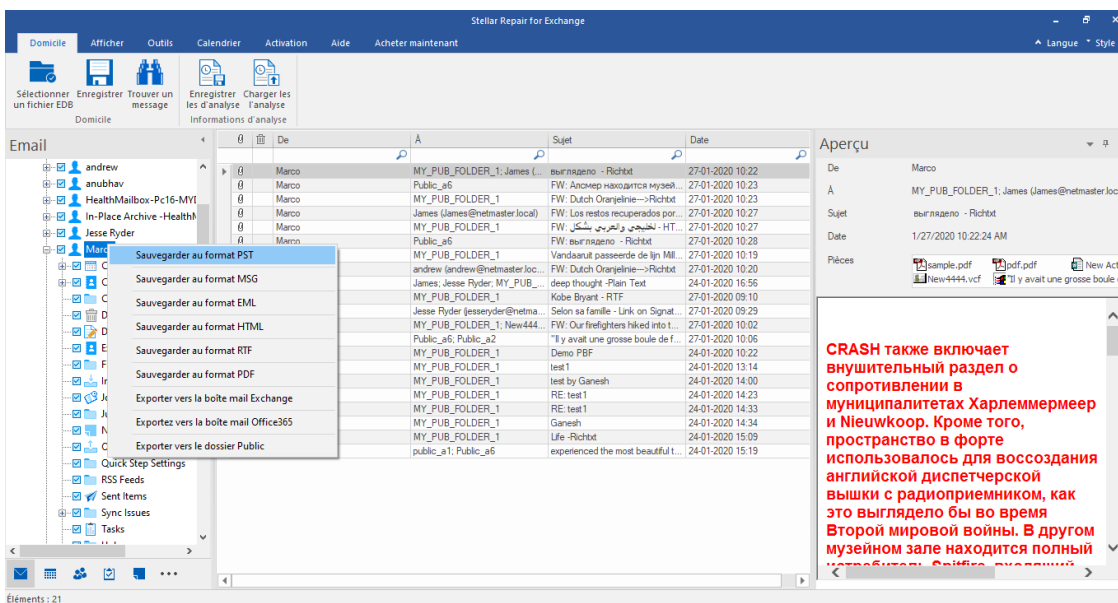 Stellar Repair for Exchange
Domicile Afficher Outils Calendrier Activation Aide Acheter maintenant Langue Style
Sélectionner un fichier EDB
Enregistrer
Trouver un message
Enregistrer les d'analyse
Charger les l'analyse
Domicile
Informations d'analyse
Email
andrew
anubhav
HealthMailbox-Pc16-MYI
In-Place Archive -HealthM
Jesse Ryder
Marc
Quick Step Settings
RSS Feeds
Sent Items
Sync Issues
Tasks
Sauvegarder au format PST
Sauvegarder au format MSG
Sauvegarder au format EML
Sauvegarder au format HTML
Sauvegarder au format RTF
Sauvegarder au format PDF
Exporter vers la boîte mail Exchange
Exportez vers la boîte mail Office365
Exporter vers le dossier Public
De À Sujet Date
Marco MY_PUB_FOLDER_1; James (... выглядело - Richtxt 27-01-2020 10:22
Marco Public_a6 FW: Апсмер находится музей... 27-01-2020 10:23
Marco MY_PUB_FOLDER_1 FW: Dutch Oranjelinie--->Richtxt 27-01-2020 10:23
Marco James (James@netmaster.local) FW: Los restos recuperados por... 27-01-2020 10:27
Marco MY_PUB_FOLDER_1 FW: لخليجي والعربي بشكل - HT... 27-01-2020 10:27
Marco Public_a6 FW: выглядело - Richtxt 27-01-2020 10:28
MY_PUB_FOLDER_1 Vandaaruit passeerde de lijn Mill... 27-01-2020 10:19
andrew (andrew@netmaster.loc... FW: Dutch Oranjelinie--->Richtxt 27-01-2020 10:20
James; Jesse Ryder; MY_PUB_... deep thought -Plain Text 24-01-2020 16:56
MY_PUB_FOLDER_1 Kobe Bryant - RTF 27-01-2020 09:10
Jesse Ryder (jesseryder@netma... Selon sa famille - Link on Signat... 27-01-2020 09:29
MY_PUB_FOLDER_1; New444... FW: Our firefighters hiked into t... 27-01-2020 10:02
Public_a6; Public_a2 "Il y avait une grosse boule de f... 27-01-2020 10:06
MY_PUB_FOLDER_1 Demo PBF 24-01-2020 10:22
MY_PUB_FOLDER_1 test1 24-01-2020 13:14
MY_PUB_FOLDER_1 test by Ganesh 24-01-2020 14:00
MY_PUB_FOLDER_1 RE: test1 24-01-2020 14:23
MY_PUB_FOLDER_1 RE: test1 24-01-2020 14:33
MY_PUB_FOLDER_1 Ganesh 24-01-2020 14:34
MY_PUB_FOLDER_1 Life -Richtxt 24-01-2020 15:09
public_a1; Public_a6 experienced the most beautiful t... 24-01-2020 15:19
Aperçu
De Marco
À MY_PUB_FOLDER_1; James (James@netmaster.loc
Sujet выглядело - Richtxt
Date 1/27/2020 10:22:24 AM
Pièces sample.pdf pdf.pdf New Act
New4444.vcf "Il y avait une grosse boule
CRASH также включает
внушительный раздел о
сопротивлении в
муниципалитетах Харлеммермеер
и Nieuwkoop. Кроме того,
пространство в форте
использовалось для воссоздания
английской диспетчерской
вышки с радиоприемником, как
это выглядело бы во время
Второй мировой войны. В другом
музейном зале находится полный
истребитель Spitfire, входящий
Éléments : 21